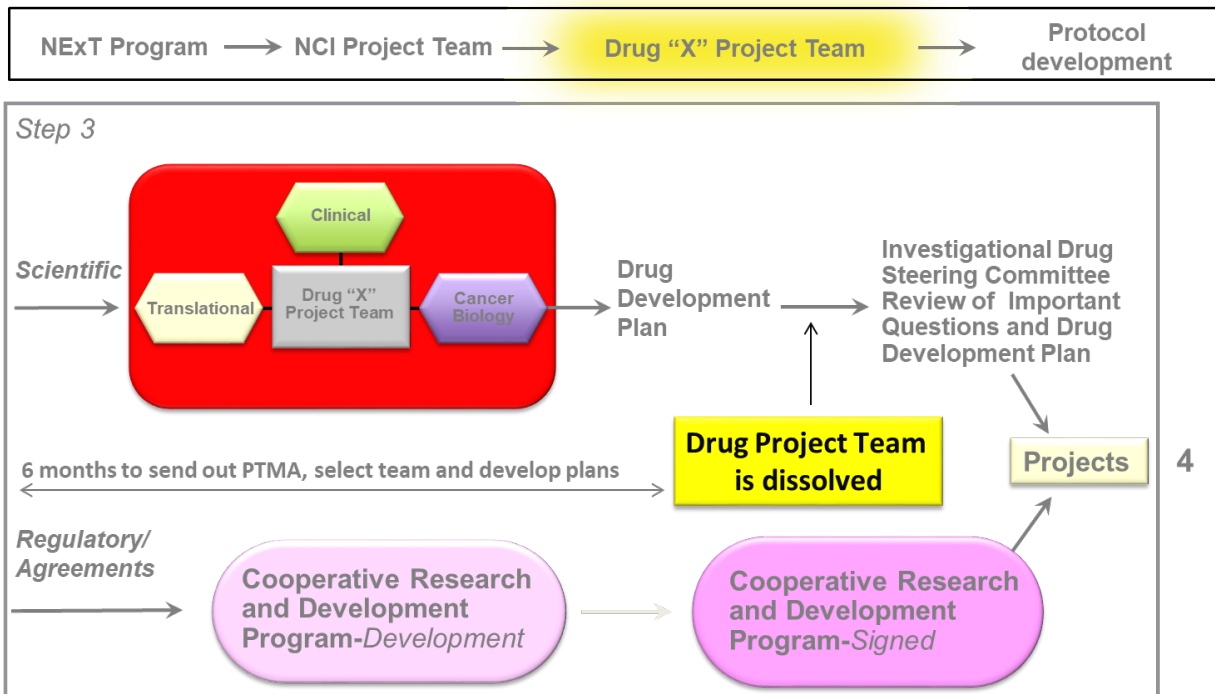 NExT Program
NCI Project Team
Drug “X” Project Team
Protocol
development
Step 3
Scientific
Clinical
Translational
Drug “X”
Project Team
Cancer
Biology
Drug
Development
Plan
Investigational Drug
Steering Committee
Review of Important
Questions and Drug
Development Plan
6 months to send out PTMA, select team and develop plans
Drug Project Team
is dissolved
Projects
4
Regulatory/
Agreements
Cooperative Research
and Development
Program-Development
Cooperative Research
and Development
Program-Signed